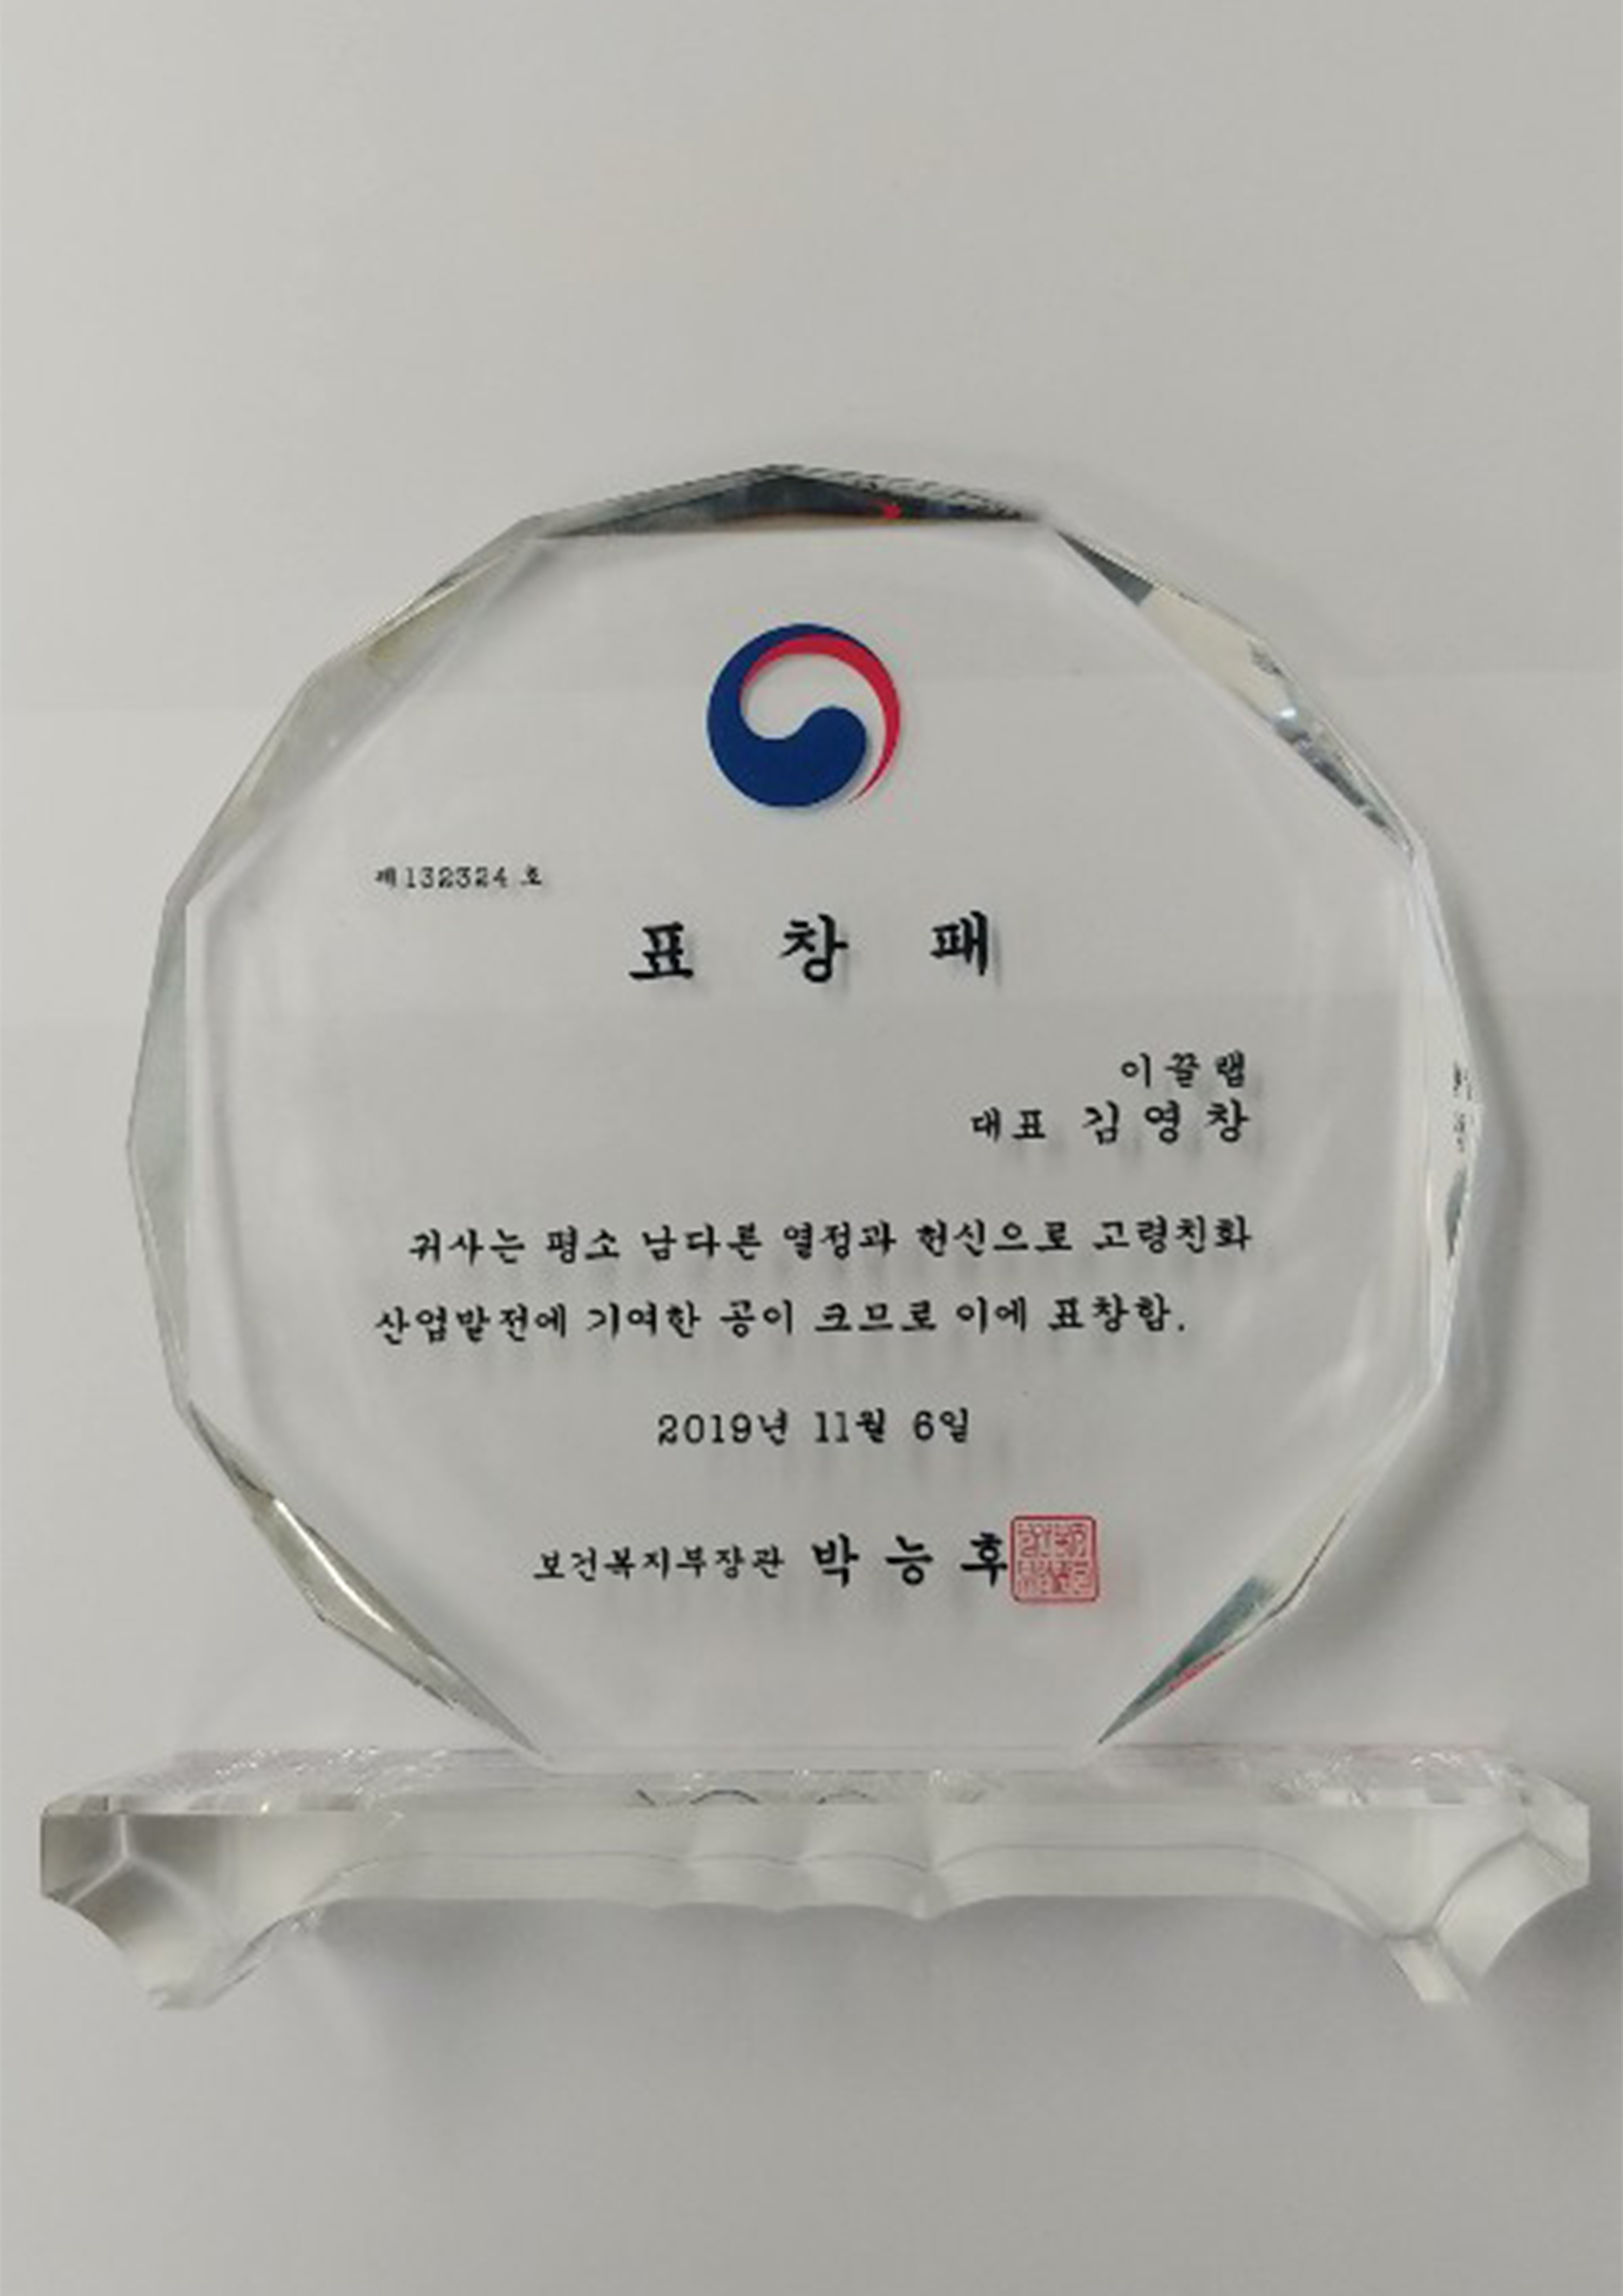 제132324 호
표 창 패
이끌램
대표 김영창
귀사는 평소 남다른 열정과 헌신으로 고령친화
산업발전에 기여한 공이 크므로 이에 표창함.
2019년 11월 6일
보건복지부장관 박능후